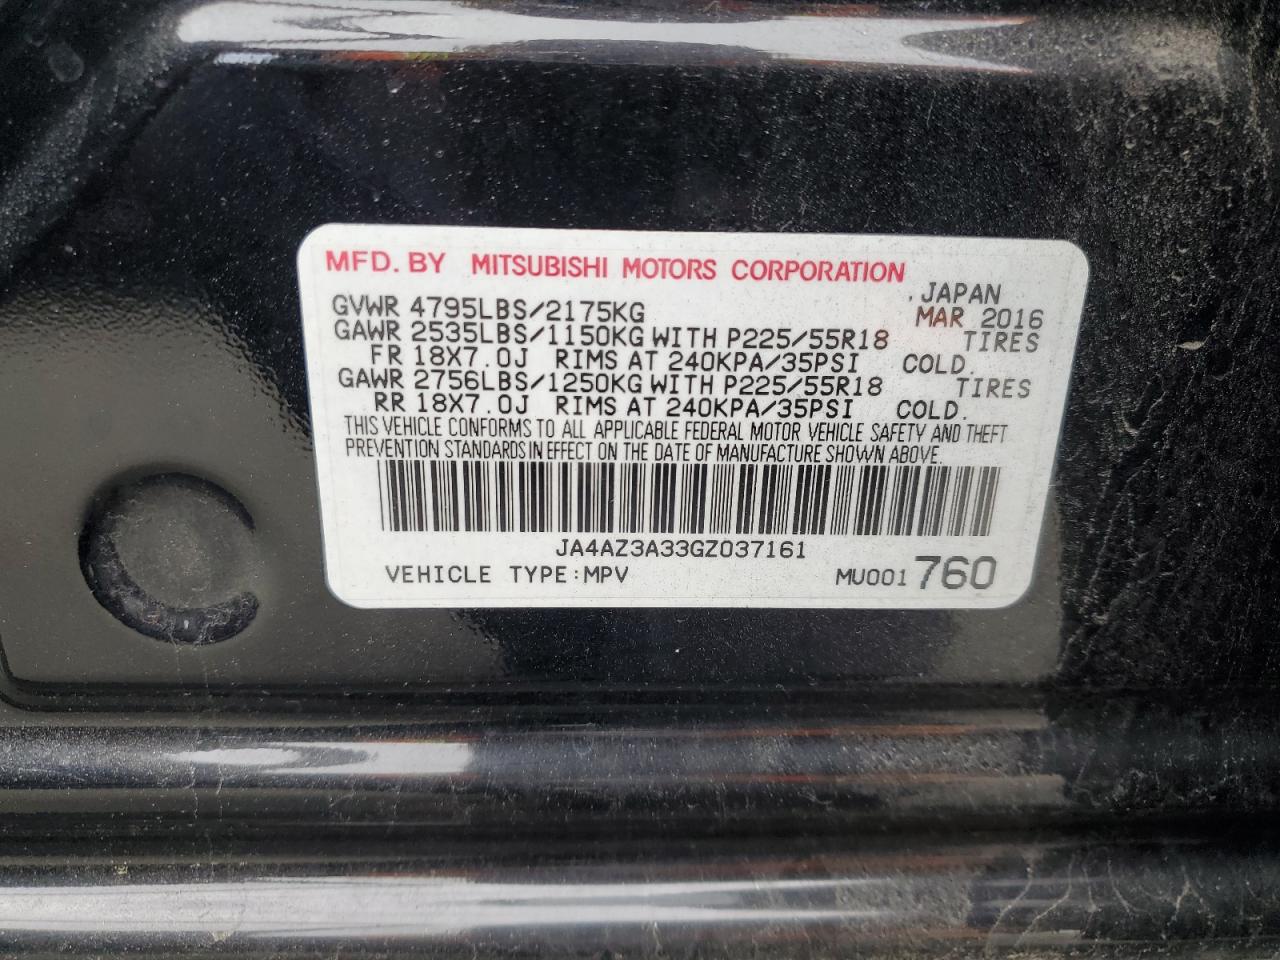 MFD. BY MITSUBISHI MOTORS CORPORATION
JAPAN
GVWR 4795LBS/2175KG MAR 2016
GAWR 2535LBS/1150KG WITH P225/55R18 TIRES
FR 18X7.0J RIMS AT 240KPA/35PSI COLD.
GAWR 2756LBS/1250KG WITH P225/55R18 TIRES
RR 18X7.0J RIMS AT 240KPA/35PSI COLD.
THIS VEHICLE CONFORMS TO ALL APPLICABLE FEDERAL MOTOR VEHICLE SAFETY AND THEFT
PREVENTION STANDARDS IN EFFECT ON THE DATE OF MANUFACTURE SHOWN ABOVE.
JA4AZ3A33GZ037161
VEHICLE TYPE:MPV MU001 760